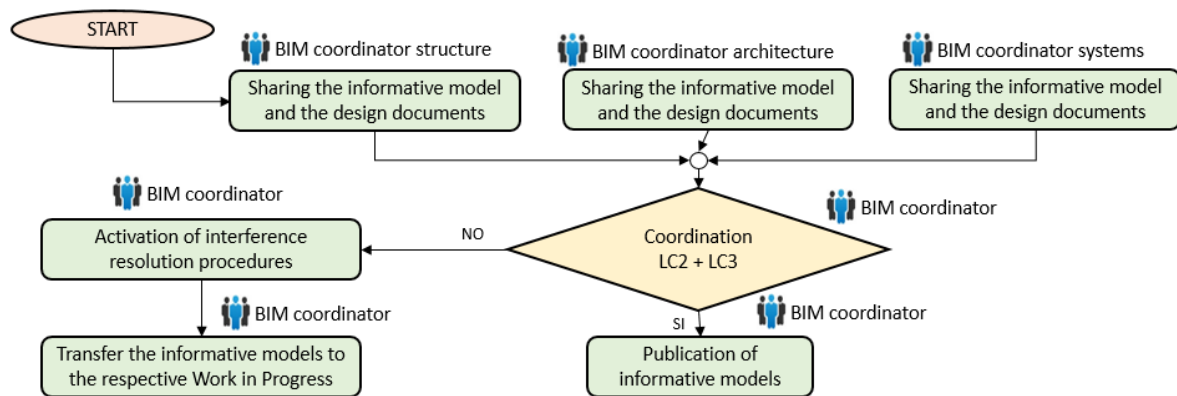 START
BIM coordinator structure
BIM coordinator architecture
BIM coordinator systems
Sharing the informative model
and the design documents
Sharing the informative model
and the design documents
Sharing the informative model
and the design documents
BIM coordinator
BIM coordinator
Activation of interference
resolution procedures
NO
Coordination
LC2 + LC3
BIM coordinator
SI
BIM coordinator
Transfer the informative models to
the respective Work in Progress
Publication of
informative models